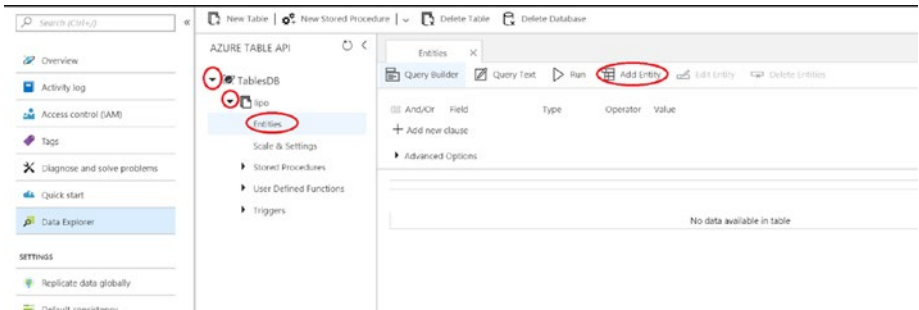 Search (Ctrl+/)
«
New Table
New Stored Procedure
Delete Table
Delete Database
Overview
Activity log
Access control (IAM)
Tags
Diagnose and solve problems
Quick start
Data Explorer
SETTINGS
Replicate data globally
Default consistency
AZURE TABLE API
TablesDB
lipo
Entities
Scale & Settings
Stored Procedures
User Defined Functions
Triggers
Entities
Query Builder
Query Text
Run
Add Entity
Edit Entity
Delete Entities
And/Or Field Type Operator Value
Add new clause
Advanced Options
No data available in table